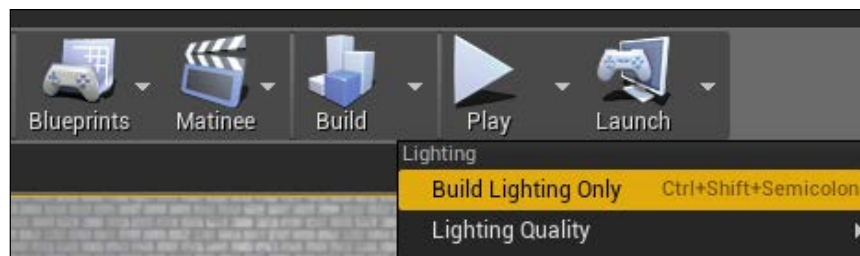 Blueprints Matinee Build Play Launch
Lighting
Build Lighting Only Ctrl+Shift+Semicolon
Lighting Quality